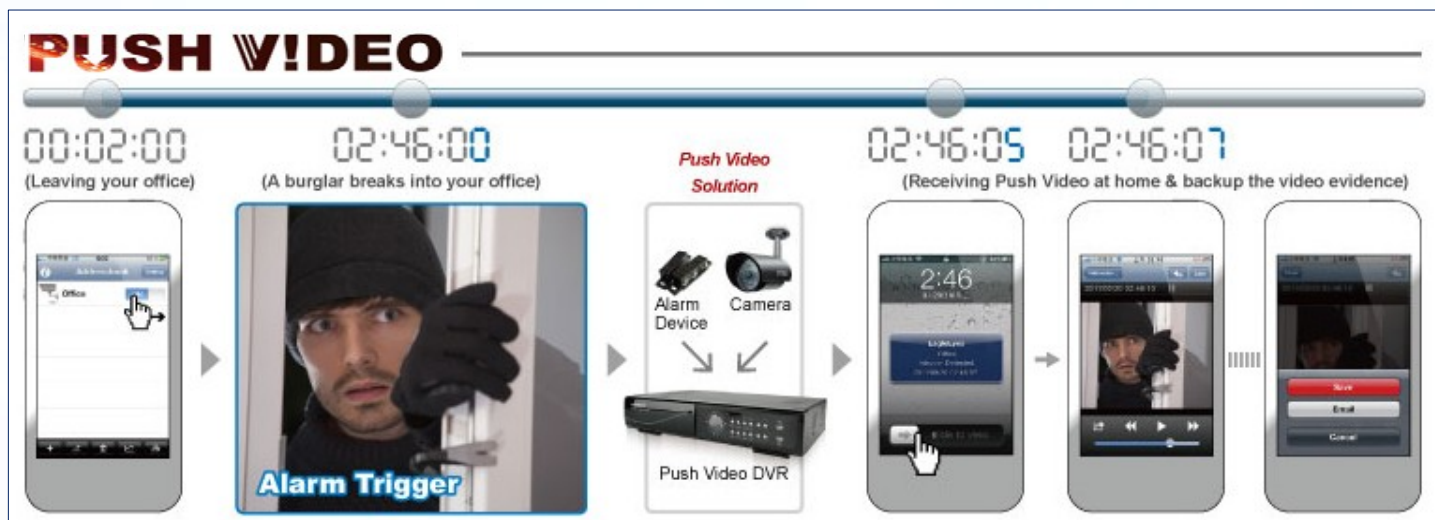 PUSH V!DEO
00:02:00
02:46:00
02:46:05
02:46:07
(Leaving your office)
(A burglar breaks into your office)
Push Video
Solution
(Receiving Push Video at home & backup the video evidence)
Office
Alarm Trigger
Alarm
Device
Camera
Push Video DVR
2:46
Save
Email
Cancel